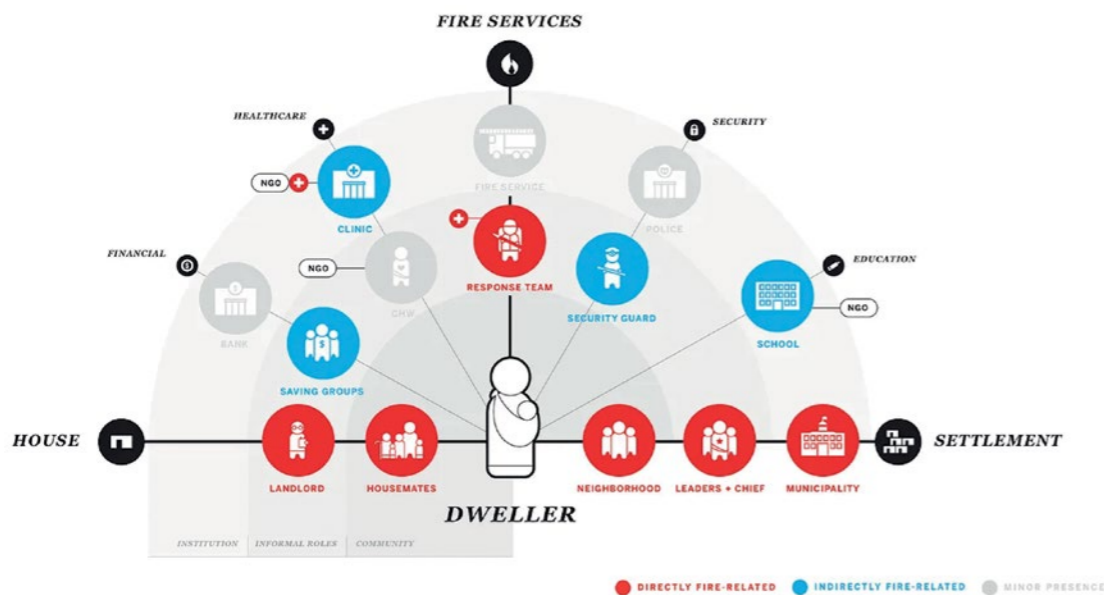 FIRE SERVICES
HEALTHCARE
SECURITY
NGO
FIRE SERVICE
CLINIC
POLICE
FINANCIAL
NGO
EDUCATION
CHW
RESPONSE TEAM
NGO
SECURITY GUARD
BANK
SCHOOL
SAVING GROUPS
HOUSE
SETTLEMENT
LANDLORD
HOUSEMATES
NEIGHBORHOOD
LEADERS + CHIEF
MUNICIPALITY
DWELLER
INSTITUTION
INFORMAL ROLES
COMMUNITY
DIRECTLY FIRE-RELATED
INDIRECTLY FIRE-RELATED
MINOR PRESENCE